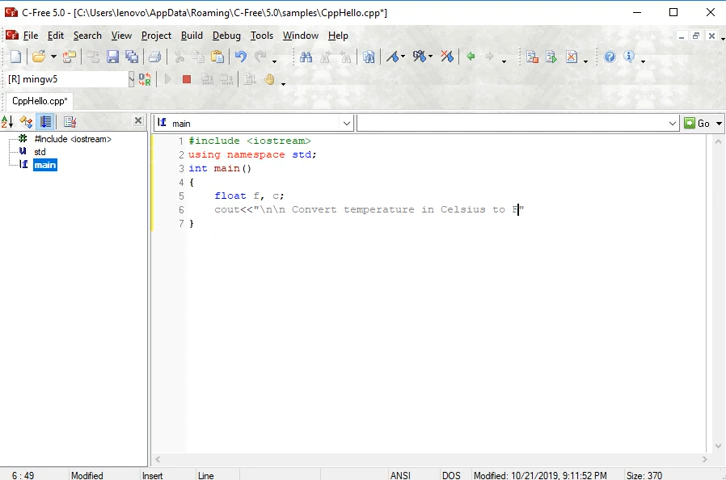 C-Free 5.0 - [C:\Users\lenovo\AppData\Roaming\C-Free\5.0\samples\CppHello.cpp*]
File Edit Search View Project Build Debug Tools Window Help
[R] mingw5
CppHello.cpp*
main
Go
#include <iostream>
std
main
1 #include <iostream>
2 using namespace std;
3 int main()
4 {
5 float f, c;
6 cout<<"\n\n Convert temperature in Celsius to F"
7 }
6 : 49 Modified Insert Line ANSI DOS Modified: 10/21/2019, 9:11:52 PM Size: 370